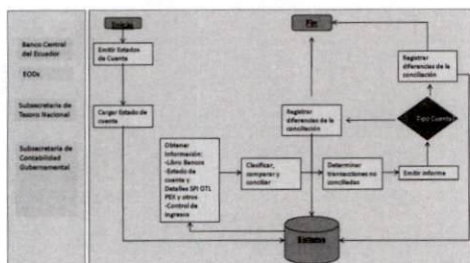 Inicio
Fin
Banco Central
del Ecuador
EODs
Subsecretaría de
Tesoro Nacional
Subsecretaría de
Contabilidad
Gubernamental
Emitir Estados
de Cuenta
Cargar Estado de
cuenta
Obtener
Información:
-Libro Bancos
-Estado de
cuenta y
Detalles SPI OTL
PEX y otros
-Control de
ingresos
Clasificar,
comparar y
conciliar
Determinar
transacciones no
conciliadas
Emitir informe
Registrar
diferencias de la
conciliación
Tipo Cuenta
Registrar
diferencias de la
conciliación